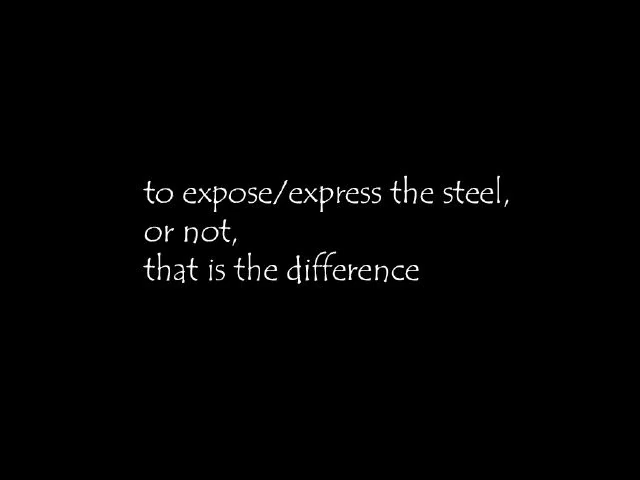 to expose/express the steel,
or not,
that is the difference